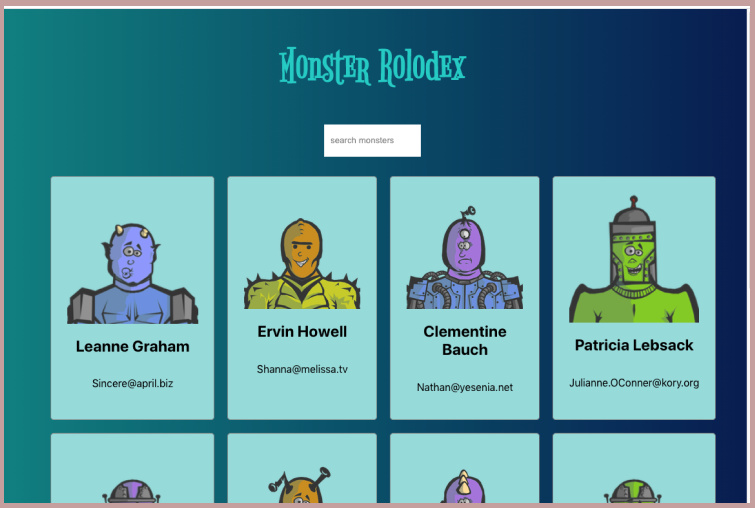 Monster Rolodex
search monsters
Leanne Graham
Sincere@april.biz
Ervin Howell
Shanna@melissa.tv
Clementine
Bauch
Nathan@yesenia.net
Patricia Lebsack
Julianne.OConner@kory.org